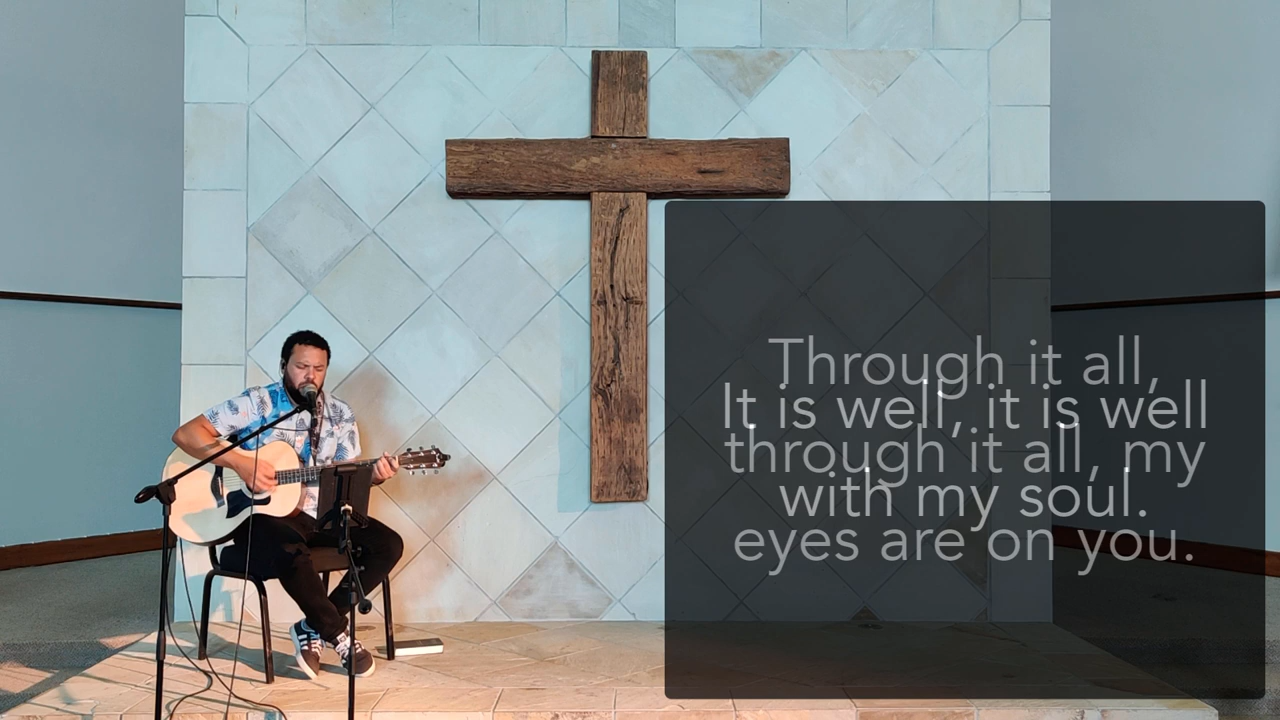 Through it all,
It is well, it is well
through it all, my
with my soul.
eyes are on you.